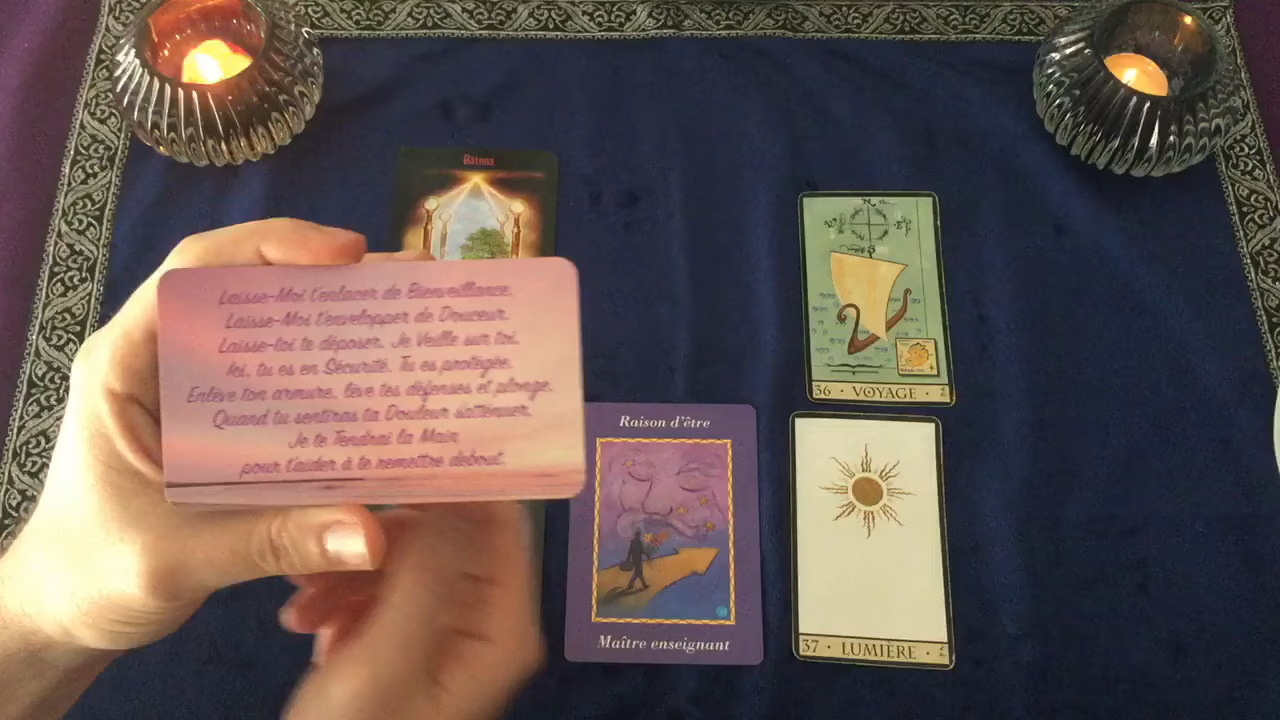 Bâtons
Laisse-Moi t'enlacer de Bienveillance.
Laisse-Moi t'envelopper de Douceur.
Laisse-toi te déposer. Je Veille sur toi.
Ici, tu es en Sécurité. Tu es protégée.
Enlève ton armure, lève tes défenses et plonge.
Quand tu sentiras ta Douleur s'atténuer,
Je te Tendrai la Main
pour t'aider à te remettre debout.
Raison d'être
Maître enseignant
N
S
36 • VOYAGE •
37 • LUMIÈRE •